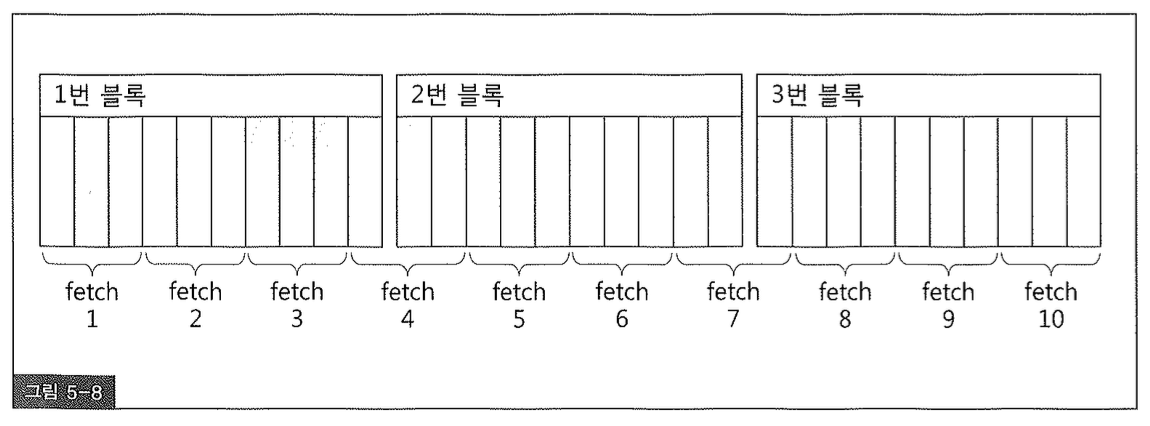 1번 블록
2번 블록
3번 블록
fetch 1
fetch 2
fetch 3
fetch 4
fetch 5
fetch 6
fetch 7
fetch 8
fetch 9
fetch 10
그림 5-8